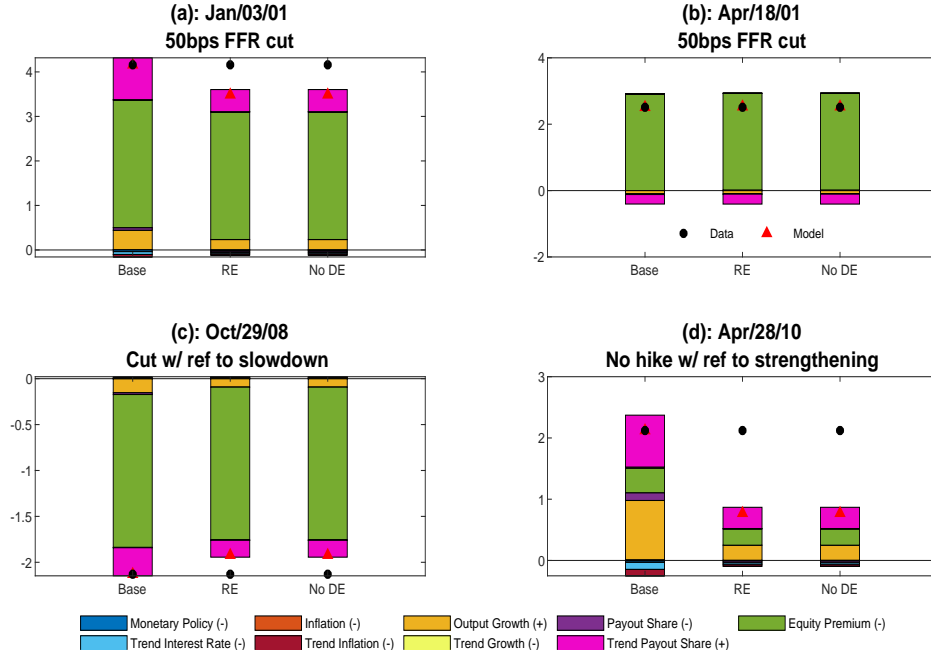 (a): Jan/03/01
50bps FFR cut
4
3
2
1
0
Base
RE
No DE
(b): Apr/18/01
50bps FFR cut
4
2
0
-2
Data
Model
Base
RE
No DE
(c): Oct/29/08
Cut w/ ref to slowdown
0
-0.5
-1
-1.5
-2
Base
RE
No DE
(d): Apr/28/10
No hike w/ ref to strengthening
3
2
1
0
Base
RE
No DE
Monetary Policy (-)
Inflation (-)
Output Growth (+)
Payout Share (-)
Equity Premium (-)
Trend Interest Rate (-)
Trend Inflation (-)
Trend Growth (-)
Trend Payout Share (+)